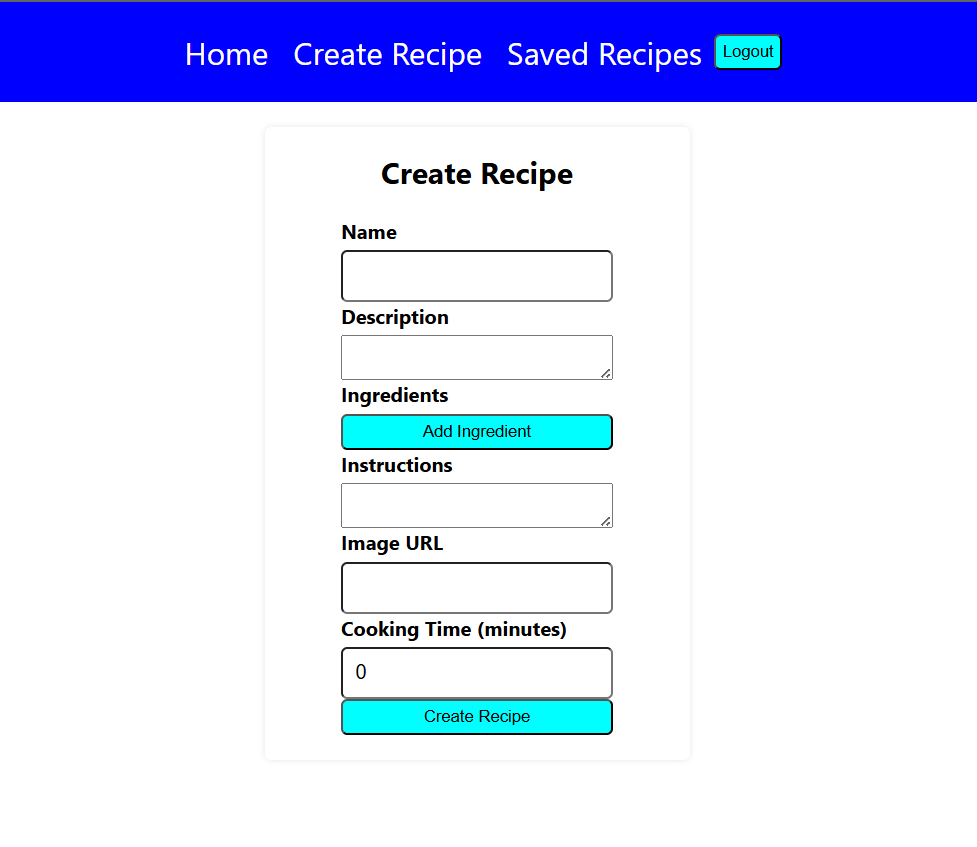 Home Create Recipe Saved Recipes Logout
Create Recipe
Name
Description
Ingredients
Add Ingredient
Instructions
Image URL
Cooking Time (minutes)
0
Create Recipe